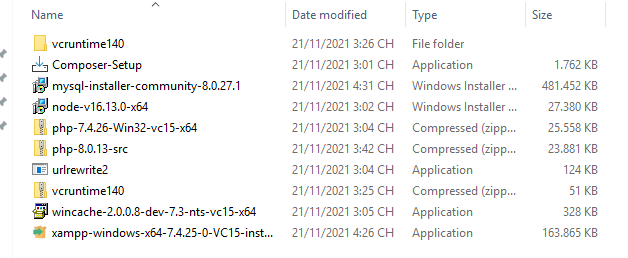 Name Date modified Type Size
vcruntime140 21/11/2021 3:26 CH File folder
Composer-Setup 21/11/2021 3:01 CH Application 1.762 KB
mysql-installer-community-8.0.27.1 21/11/2021 4:31 CH Windows Installer ... 481.452 KB
node-v16.13.0-x64 21/11/2021 3:02 CH Windows Installer ... 27.380 KB
php-7.4.26-Win32-vc15-x64 21/11/2021 3:04 CH Compressed (zipp... 25.558 KB
php-8.0.13-src 21/11/2021 3:42 CH Compressed (zipp... 23.881 KB
urlrewrite2 21/11/2021 3:04 CH Application 124 KB
vcruntime140 21/11/2021 3:25 CH Compressed (zipp... 51 KB
wincache-2.0.0.8-dev-7.3-nts-vc15-x64 21/11/2021 3:05 CH Application 328 KB
xampp-windows-x64-7.4.25-0-VC15-inst... 21/11/2021 4:26 CH Application 163.865 KB